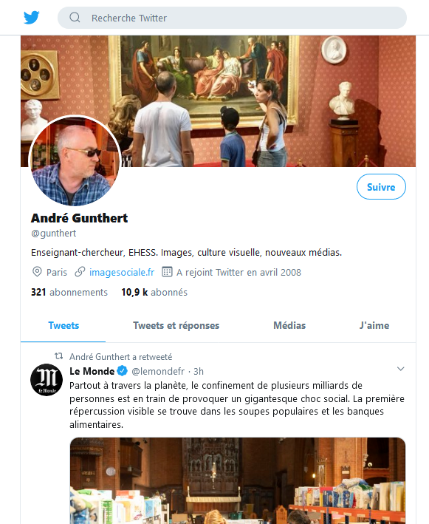 Recherche Twitter
Suivre
André Gunthert
@gunthert
Enseignant-chercheur, EHESS. Images, culture visuelle, nouveaux médias.
Paris imagesociale.fr A rejoint Twitter en avril 2008
321 abonnements 10,9 k abonnés
Tweets Tweets et réponses Médias J'aime
André Gunthert a retweeté
Le Monde @lemondefr · 3h
Partout à travers la planète, le confinement de plusieurs milliards de
personnes est en train de provoquer un gigantesque choc social. La première
répercussion visible se trouve dans les soupes populaires et les banques
alimentaires.